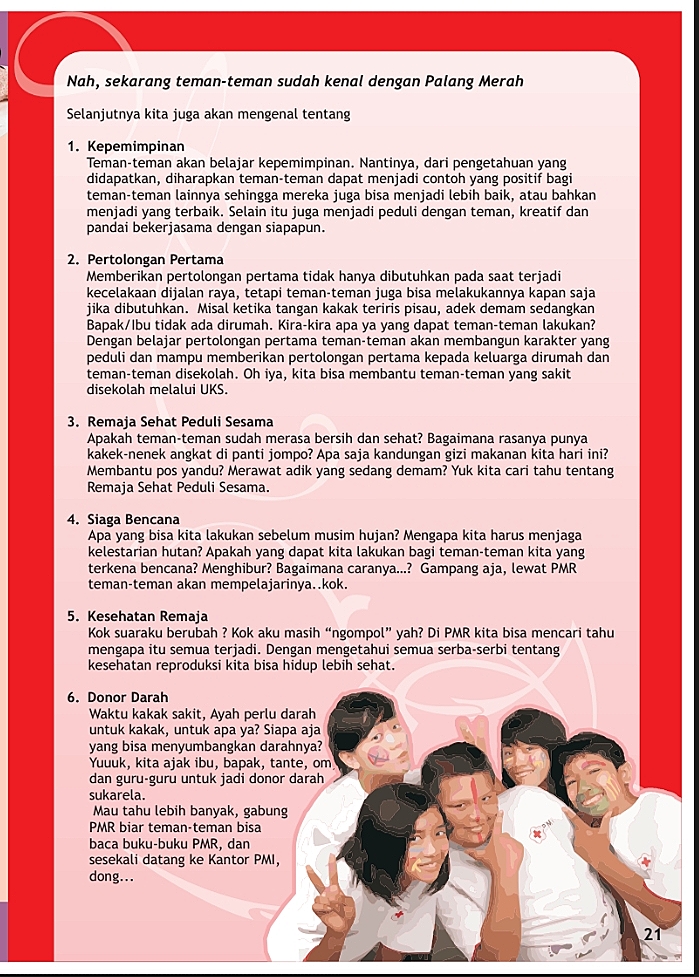 Nah, sekarang teman-teman sudah kenal dengan Palang Merah
Selanjutnya kita juga akan mengenal tentang
1. Kepemimpinan
Teman-teman akan belajar kepemimpinan. Nantinya, dari pengetahuan yang
didapatkan, diharapkan teman-teman dapat menjadi contoh yang positif bagi
teman-teman lainnya sehingga mereka juga bisa menjadi lebih baik, atau bahkan
menjadi yang terbaik. Selain itu juga menjadi peduli dengan teman, kreatif dan
pandai bekerjasama dengan siapapun.
2. Pertolongan Pertama
Memberikan pertolongan pertama tidak hanya dibutuhkan pada saat terjadi
kecelakaan dijalan raya, tetapi teman-teman juga bisa melakukannya kapan saja
jika dibutuhkan. Misal ketika tangan kakak teriris pisau, adek demam sedangkan
Bapak/Ibu tidak ada dirumah. Kira-kira apa ya yang dapat teman-teman lakukan?
Dengan belajar pertolongan pertama teman-teman akan membangun karakter yang
peduli dan mampu memberikan pertolongan pertama kepada keluarga dirumah dan
teman-teman disekolah. Oh iya, kita bisa membantu teman-teman yang sakit
disekolah melalui UKS.
3. Remaja Sehat Peduli Sesama
Apakah teman-teman sudah merasa bersih dan sehat? Bagaimana rasanya punya
kakek-nenek angkat di panti jompo? Apa saja kandungan gizi makanan kita hari ini?
Membantu pos yandu? Merawat adik yang sedang demam? Yuk kita cari tahu tentang
Remaja Sehat Peduli Sesama.
4. Siaga Bencana
Apa yang bisa kita lakukan sebelum musim hujan? Mengapa kita harus menjaga
kelestarian hutan? Apakah yang dapat kita lakukan bagi teman-teman kita yang
terkena bencana? Menghibur? Bagaimana caranya…? Gampang aja, lewat PMR
teman-teman akan mempelajarinya..kok.
5. Kesehatan Remaja
Kok suaraku berubah ? Kok aku masih “ngompol” yah? Di PMR kita bisa mencari tahu
mengapa itu semua terjadi. Dengan mengetahui semua serba-serbi tentang
kesehatan reproduksi kita bisa hidup lebih sehat.
6. Donor Darah
Waktu kakak sakit, Ayah perlu darah
untuk kakak, untuk apa ya? Siapa aja
yang bisa menyumbangkan darahnya?
Yuuuk, kita ajak ibu, bapak, tante, om
dan guru-guru untuk jadi donor darah
sukarela.
Mau tahu lebih banyak, gabung
PMR biar teman-teman bisa
baca buku-buku PMR, dan
sesekali datang ke Kantor PMI,
dong...
21